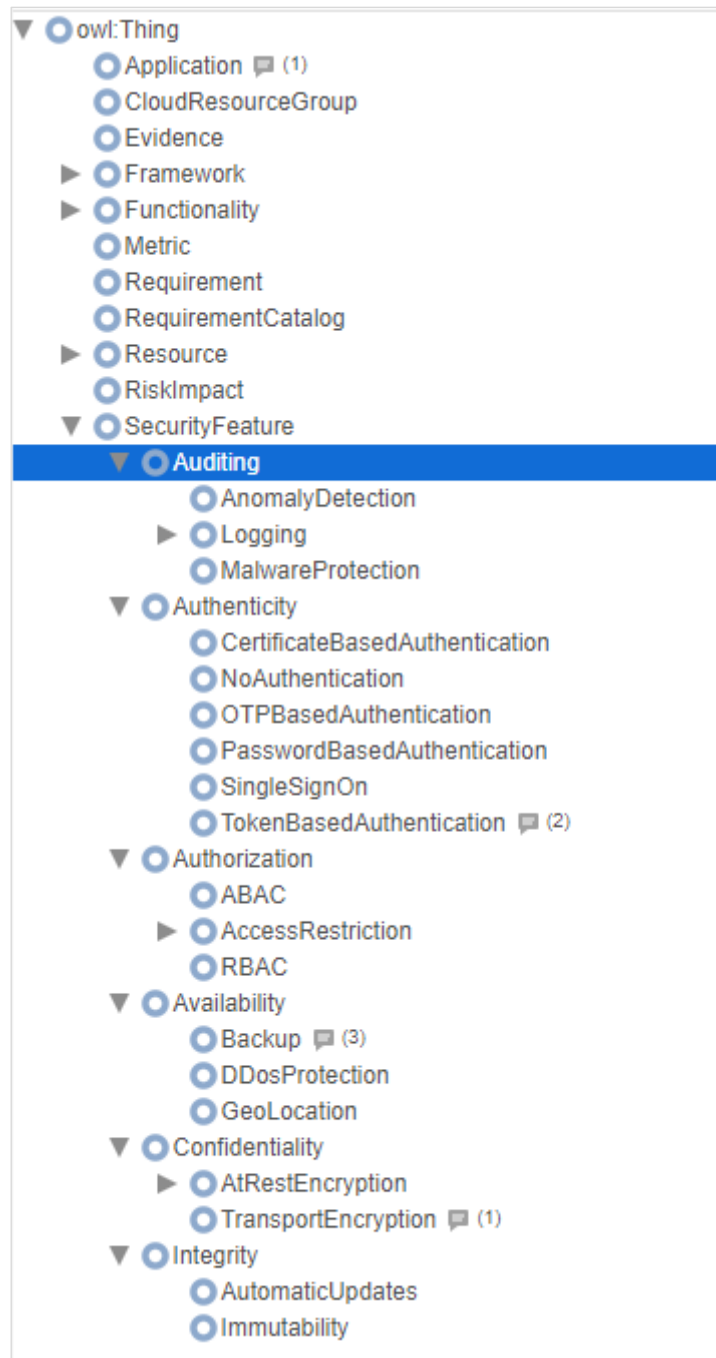 owl:Thing
Application (1)
CloudResourceGroup
Evidence
Framework
Functionality
Metric
Requirement
RequirementCatalog
Resource
RiskImpact
SecurityFeature
Auditing
AnomalyDetection
Logging
MalwareProtection
Authenticity
CertificateBasedAuthentication
NoAuthentication
OTPBasedAuthentication
PasswordBasedAuthentication
SingleSignOn
TokenBasedAuthentication (2)
Authorization
ABAC
AccessRestriction
RBAC
Availability
Backup (3)
DDosProtection
GeoLocation
Confidentiality
AtRestEncryption
TransportEncryption (1)
Integrity
AutomaticUpdates
Immutability